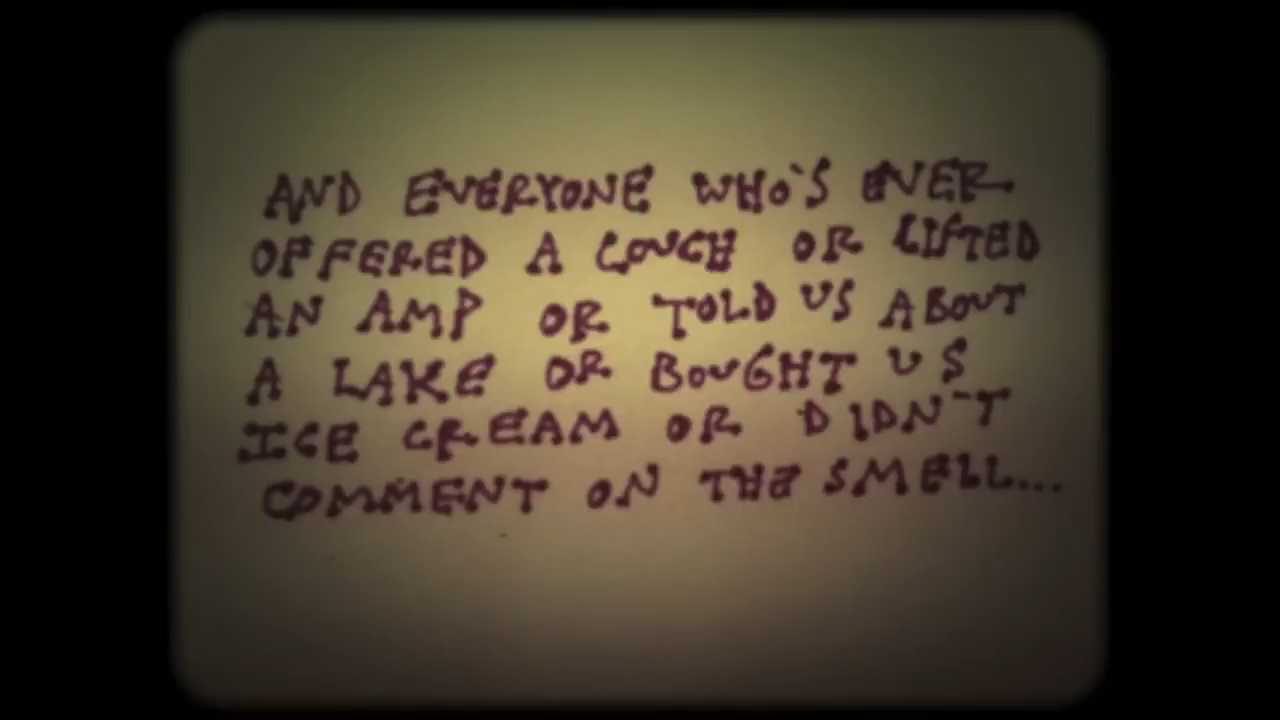 AND EVERYONE WHO'S EVER
OFFERED A COUCH OR LIFTED
AN AMP OR TOLD US ABOUT
A LAKE OR BOUGHT US
ICE CREAM OR DIDN'T
COMMENT ON THE SMELL...